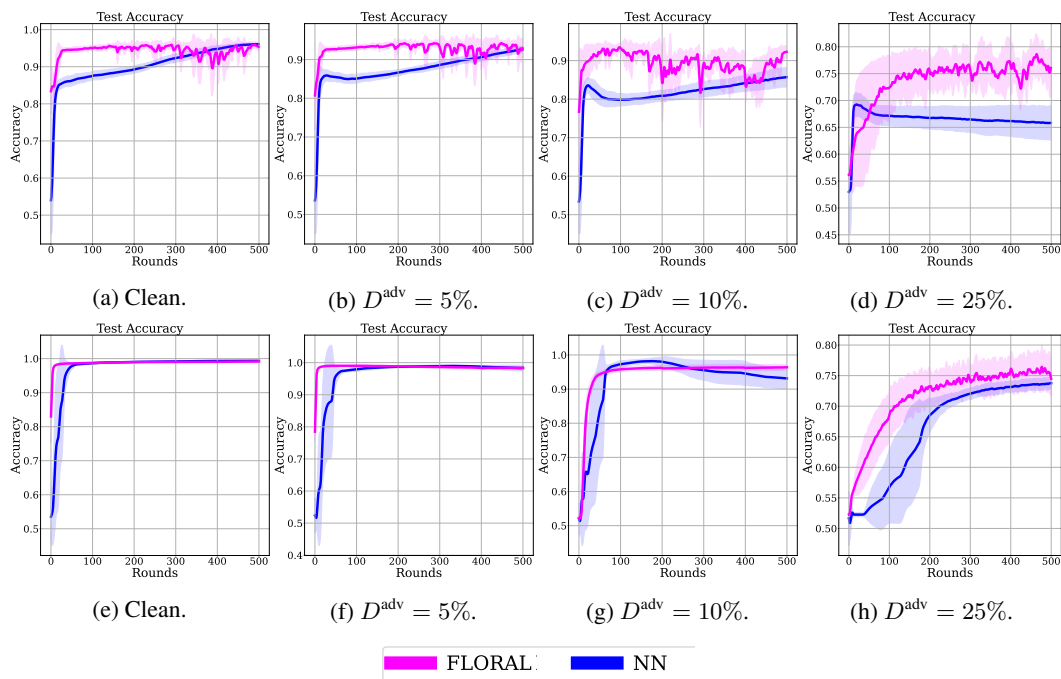 Test Accuracy Test Accuracy Test Accuracy Test Accuracy
Accuracy Accuracy Accuracy Accuracy
1.0 0.9 0.8 0.7 0.6 0.5
0.9 0.8 0.7 0.6 0.5
0.9 0.8 0.7 0.6 0.5
0.80 0.75 0.70 0.65 0.60 0.55 0.50 0.45
0 100 200 300 400 500 0 100 200 300 400 500 0 100 200 300 400 500 0 100 200 300 400 500
Rounds Rounds Rounds Rounds
(a) Clean. (b) D^adv = 5%. (c) D^adv = 10%. (d) D^adv = 25%.
Test Accuracy Test Accuracy Test Accuracy Test Accuracy
Accuracy Accuracy Accuracy Accuracy
1.0 0.9 0.8 0.7 0.6 0.5
1.0 0.9 0.8 0.7 0.6 0.5 0.4
1.0 0.9 0.8 0.7 0.6 0.5
0.80 0.75 0.70 0.65 0.60 0.55 0.50
0 100 200 300 400 500 0 100 200 300 400 500 0 100 200 300 400 500 0 100 200 300 400 500
Rounds Rounds Rounds Rounds
(e) Clean. (f) D^adv = 5%. (g) D^adv = 10%. (h) D^adv = 25%.
FLORAL NN